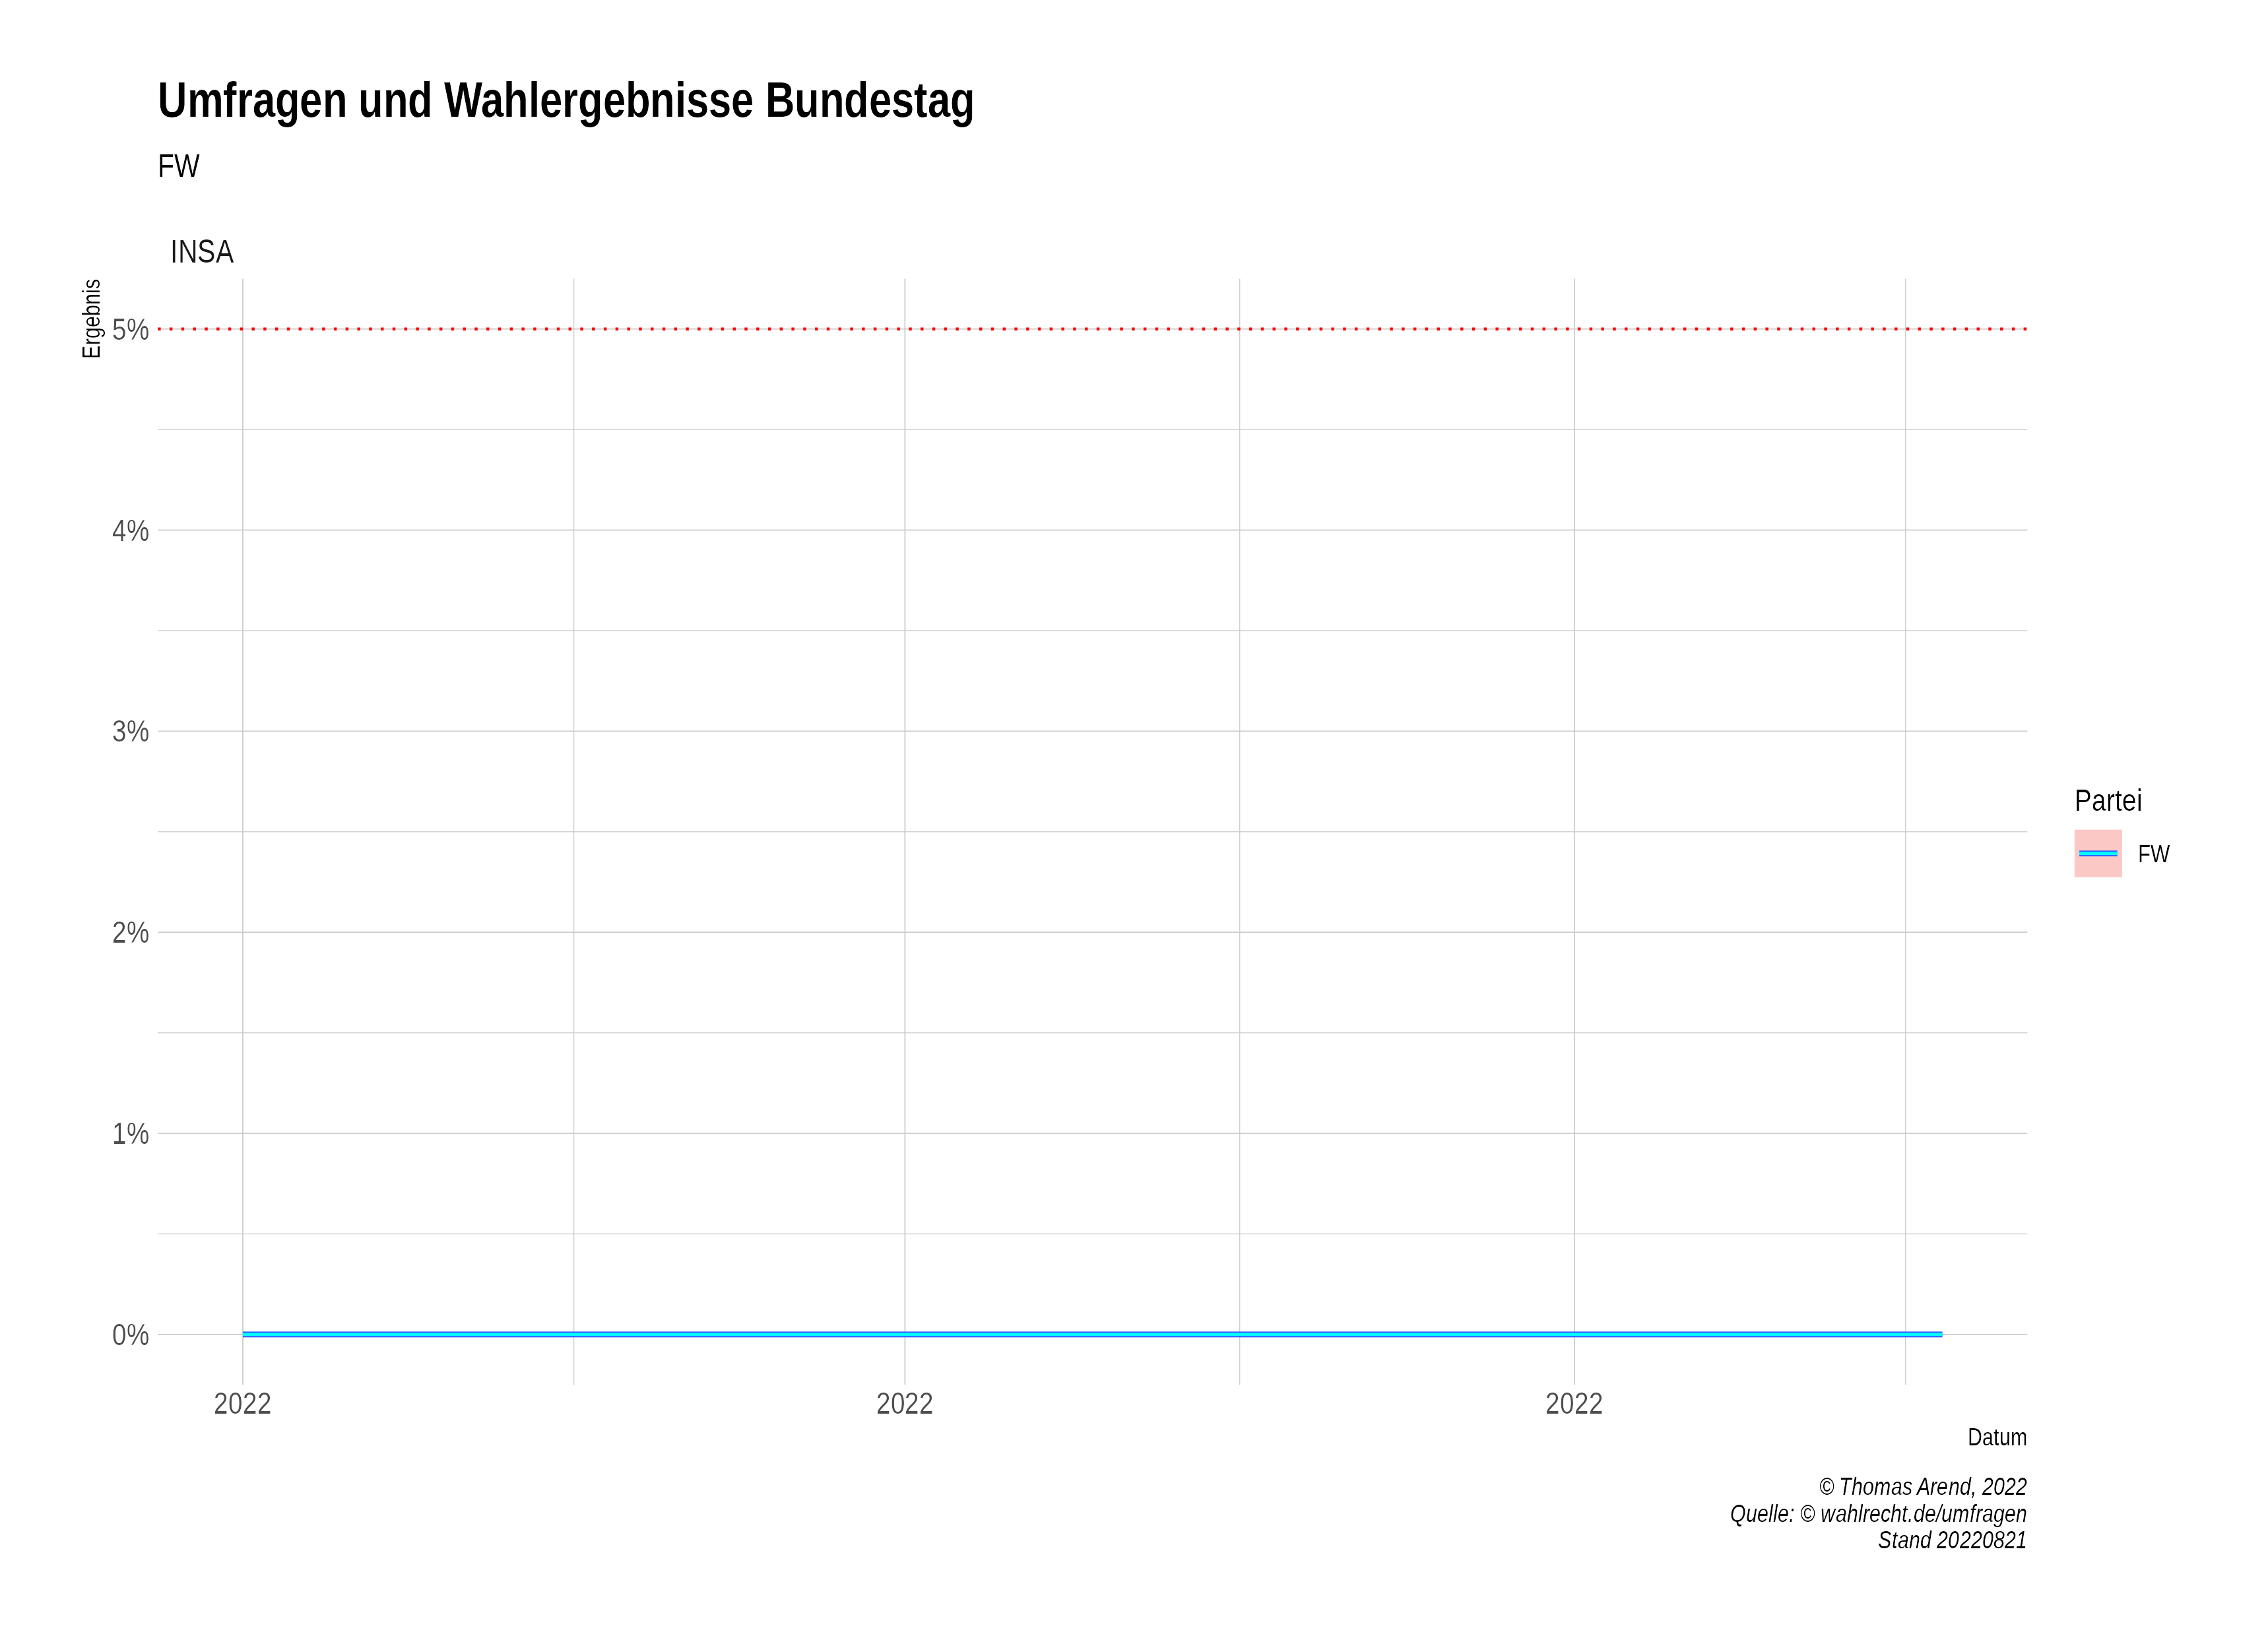 Umfragen und Wahlergebnisse Bundestag
FW
INSA
Ergebnis
5%
4%
3%
2%
1%
0%
2022 2022 2022
Datum
Partei
FW
© Thomas Arend, 2022
Quelle: © wahlrecht.de/umfragen
Stand 20220821